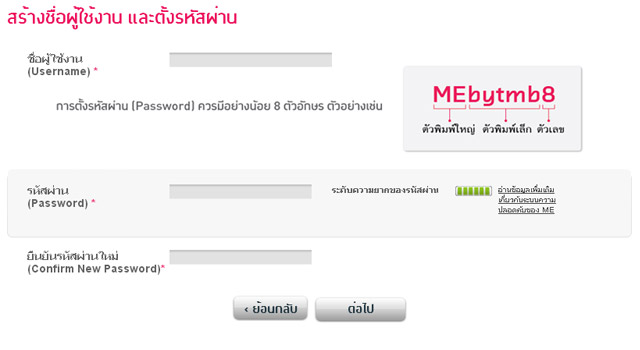 สร้างชื่อผู้ใช้งาน และตั้งรหัสผ่าน
ชื่อผู้ใช้งาน
(Username) *
การตั้งรหัสผ่าน (Password) ควรมีอย่างน้อย 8 ตัวอักษร ตัวอย่างเช่น
MEbytmb8
ตัวพิมพ์ใหญ่ ตัวพิมพ์เล็ก ตัวเลข
รหัสผ่าน
(Password) *
ระดับความยากของรหัสผ่าน
อ่านข้อมูลเพิ่มเติม
เกี่ยวกับระบบความ
ปลอดภัยของ ME
ยืนยันรหัสผ่านใหม่
(Confirm New Password)*
‹ ย้อนกลับ
ต่อไป